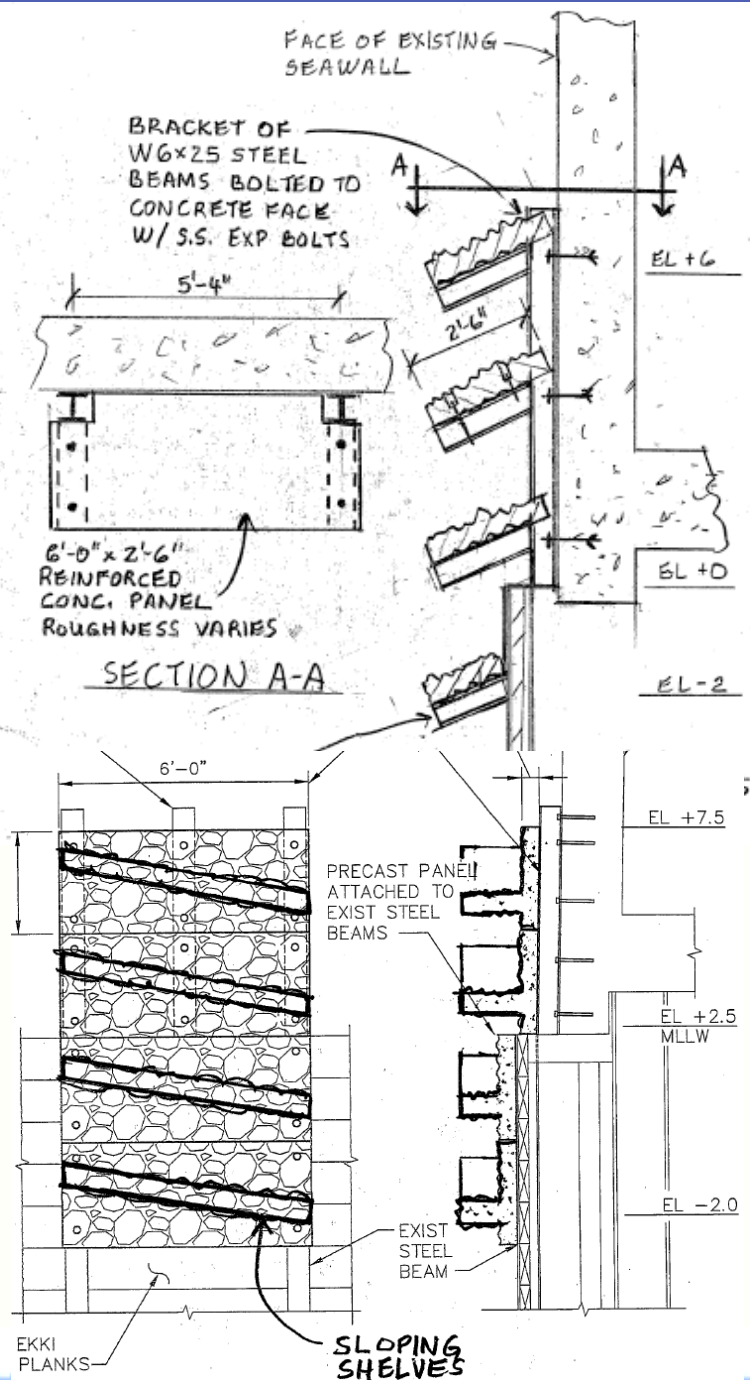 FACE OF EXISTING
SEAWALL
BRACKET OF
W6x25 STEEL
BEAMS BOLTED TO
CONCRETE FACE
W/ S.S. EXP BOLTS
A
A
5'-4"
EL +6
2'-6"
6'-0" x 2'-6"
REINFORCED
CONC. PANEL
ROUGHNESS VARIES
EL +0
SECTION A-A
EL -2
6'-0"
EL +7.5
PRECAST PANEL
ATTACHED TO
EXIST STEEL
BEAMS
EL +2.5
MLLW
EL -2.0
EXIST
STEEL
BEAM
EKKI
PLANKS
SLOPING
SHELVES